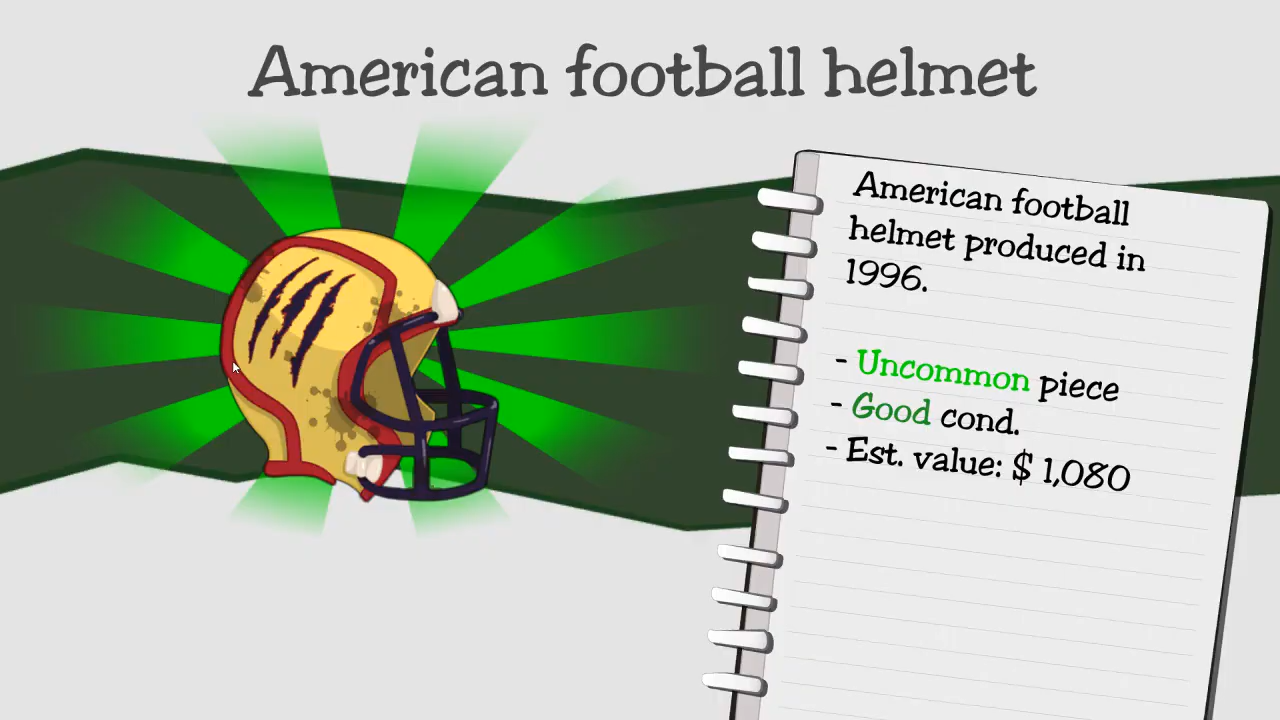 American football helmet
American football
helmet produced in
1996.
- Uncommon piece
- Good cond.
- Est. value: $ 1,080